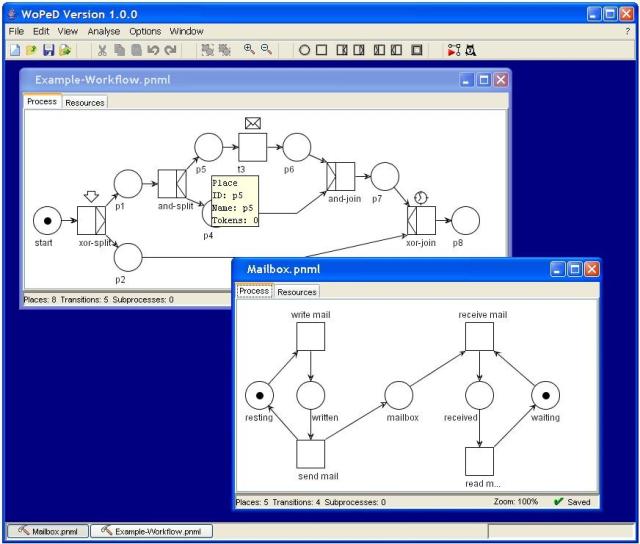 WoPeD Version 1.0.0
File Edit View Analyse Options Window ?
Example-Workflow.pnml
Process Resources
p5 t3 p6
Place
ID: p5
Name: p5
Tokens: 0
p1 and-split and-join p7
start xor-split p4 xor-join p8
p2
Places: 8 Transitions: 5 Subprocesses: 0
Mailbox.pnml
Process Resources
write mail receive mail
resting written mailbox received waiting
send mail read m...
Places: 5 Transitions: 4 Subprocesses: 0 Zoom: 100% Saved
Mailbox.pnml Example-Workflow.pnml